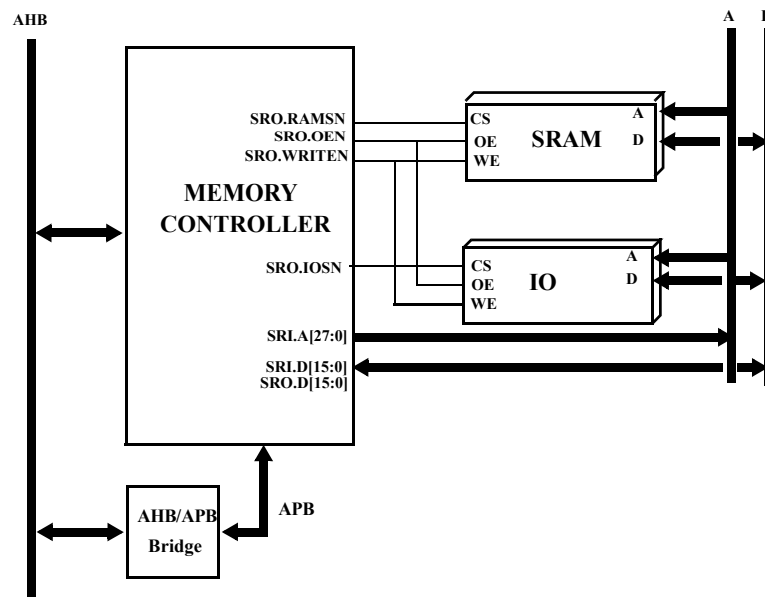 AHB
A
SRO.RAMSN
SRO.OEN
SRO.WRITEN
MEMORY
CONTROLLER
SRO.IOSN
SRI.A[27:0]
SRI.D[15:0]
SRO.D[15:0]
CS
OE
WE
SRAM
A
D
CS
OE
WE
IO
A
D
AHB/APB
Bridge
APB